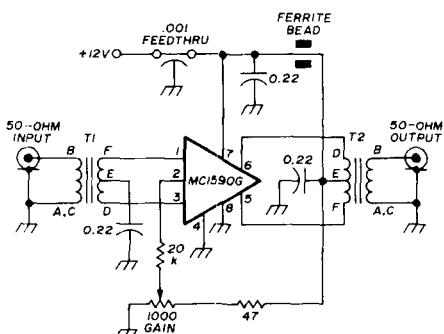 .001
FEEDTHRU
FERRITE
BEAD
+12V
0.22
50-OHM
INPUT
T1
B
F
E
A,C
D
0.22
1
2
3
4
MC1590G
7
6
5
8
0.22
T2
D
E
F
B
A,C
50-OHM
OUTPUT
20
k
1000
GAIN
47